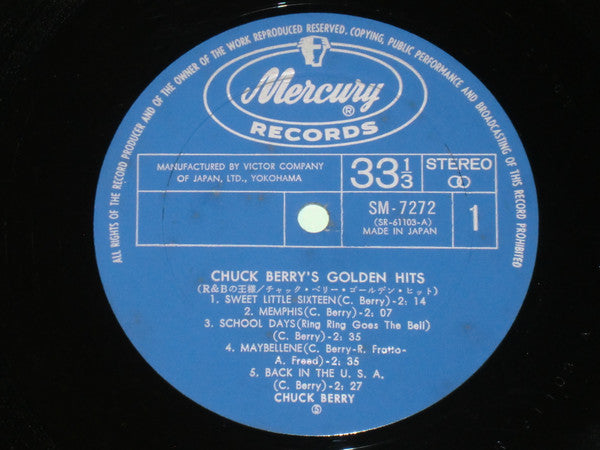 ALL RIGHTS OF THE RECORD PRODUCER AND OF THE OWNER OF THE WORK REPRODUCED RESERVED. COPYING, PUBLIC PERFORMANCE AND BROADCASTING OF THIS RECORD PROHIBITED
Mercury
®
RECORDS
MANUFACTURED BY VICTOR COMPANY
OF JAPAN, LTD., YOKOHAMA
33 1/3
STEREO
SM-7272
(SR-61103-A)
MADE IN JAPAN
1
CHUCK BERRY'S GOLDEN HITS
(R&Bの王様/チャック・ベリー・ゴールデン・ヒット)
1. SWEET LITTLE SIXTEEN(C. Berry)-2: 14
2. MEMPHIS(C. Berry)-2: 07
3. SCHOOL DAYS(Ring Ring Goes The Bell)
(C. Berry)-2: 35
4. MAYBELLENE(C. Berry-R. Fratto-
A. Freed)-2: 35
5. BACK IN THE U. S. A.
(C. Berry)-2: 27
CHUCK BERRY
Ⓢ